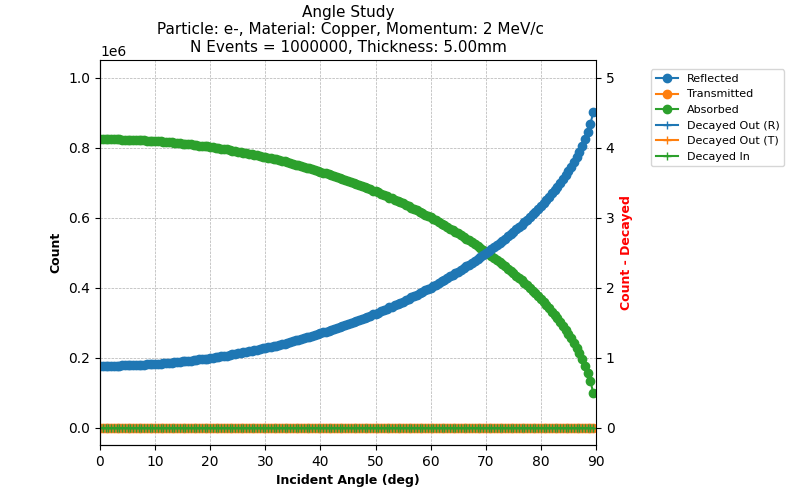 Angle Study
Particle: e-, Material: Copper, Momentum: 2 MeV/c
N Events = 1000000, Thickness: 5.00mm
1e6
1.0
0.8
0.6
0.4
0.2
0.0
Count
0
10
20
30
40
50
60
70
80
90
Incident Angle (deg)
5
4
3
2
1
0
Count - Decayed
Reflected
Transmitted
Absorbed
Decayed Out (R)
Decayed Out (T)
Decayed In